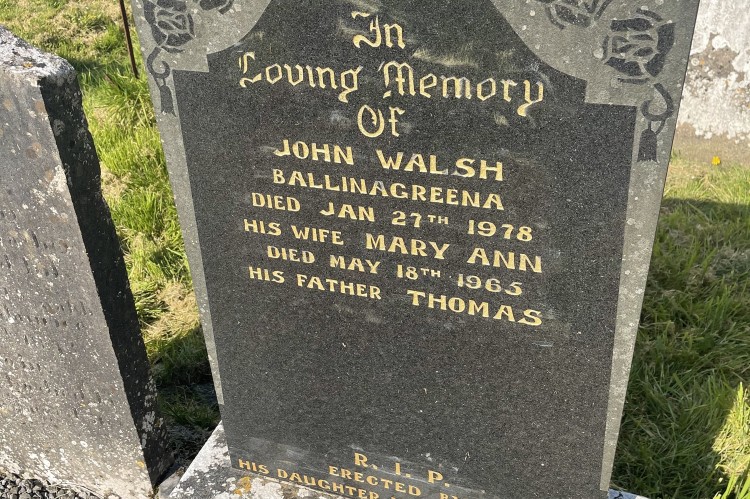 In
Loving Memory
Of
JOHN WALSH
BALLINAGREENA
DIED JAN 27TH 1978
HIS WIFE MARY ANN
DIED MAY 18TH 1965
HIS FATHER THOMAS
R. I. P.
ERECTED BY
HIS DAUGHTER